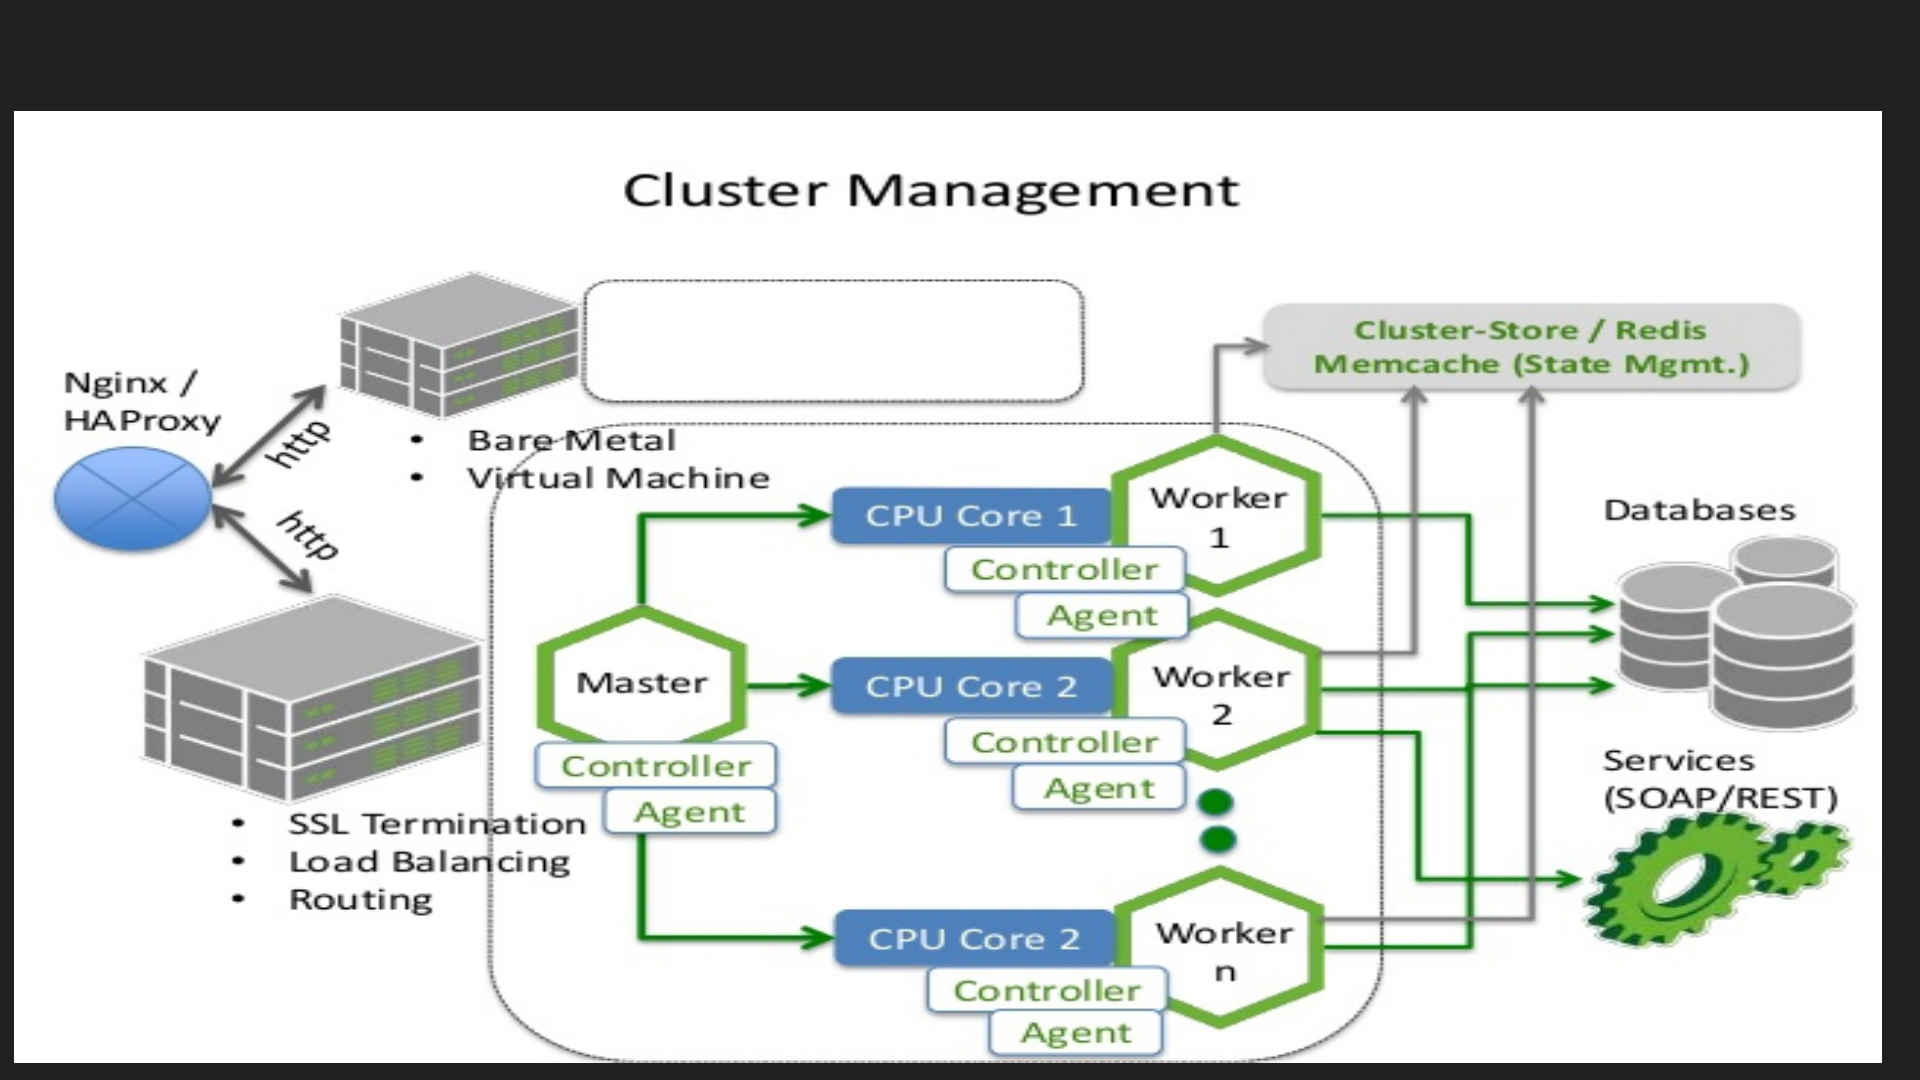 Cluster Management
Nginx /
HAProxy
http
http
Bare Metal
Virtual Machine
Cluster-Store / Redis
Memcache (State Mgmt.)
CPU Core 1
Worker
1
Controller
Agent
Master
Controller
Agent
CPU Core 2
Worker
2
Controller
Agent
CPU Core 2
Worker
n
Controller
Agent
SSL Termination
Load Balancing
Routing
Databases
Services
(SOAP/REST)